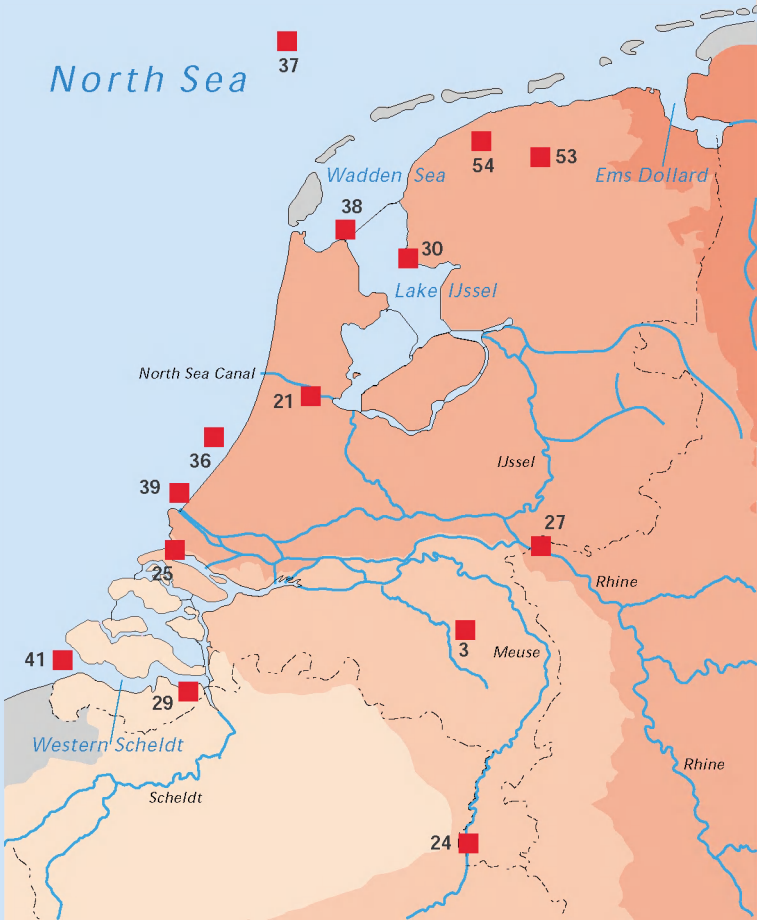 37
North Sea
54
53
Wadden Sea
Ems Dollard
38
30
Lake IJssel
North Sea Canal
21
36
IJssel
39
27
25
Rhine
3
Meuse
41
29
Western Scheldt
Rhine
Scheldt
24